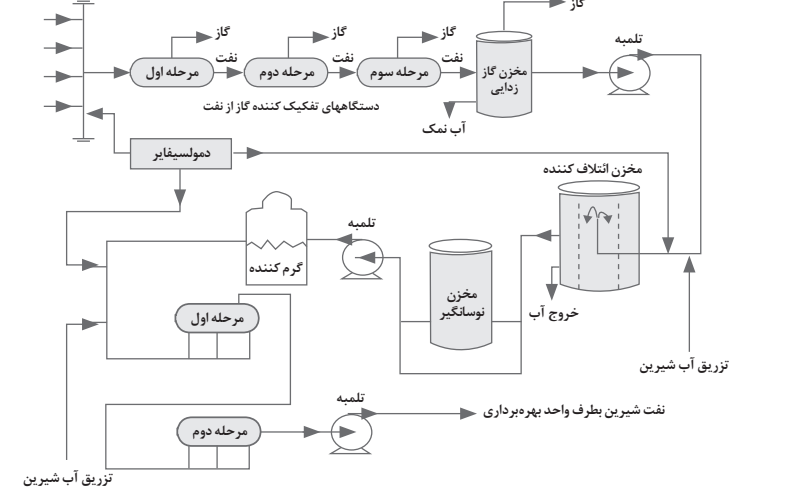 گاز
گاز
گاز
گاز
تلمبه
مرحله اول
نفت
مرحله دوم
نفت
مرحله سوم
نفت
مخزن گاز
زدایی
دستگاههای تفکیک کننده گاز از نفت
آب نمک
دمولسیفایر
مخزن ائتلاف کننده
تلمبه
گرم کننده
مخزن
نوسانگیر
خروج آب
مرحله اول
تزریق آب شیرین
تلمبه
نفت شیرین بطرف واحد بهره‌برداری
مرحله دوم
تزریق آب شیرین